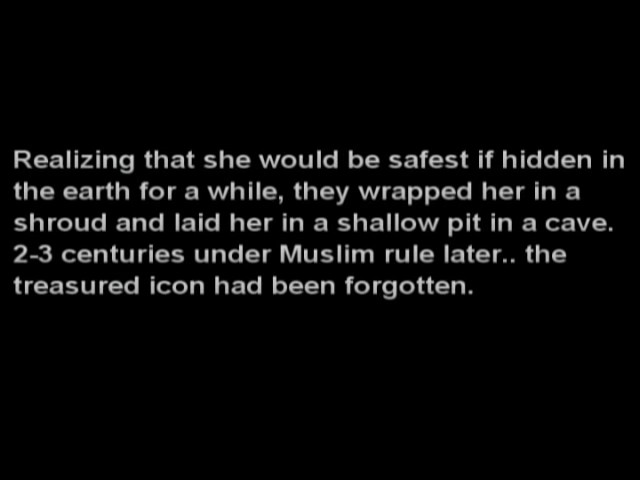 Realizing that she would be safest if hidden in
the earth for a while, they wrapped her in a
shroud and laid her in a shallow pit in a cave.
2-3 centuries under Muslim rule later.. the
treasured icon had been forgotten.